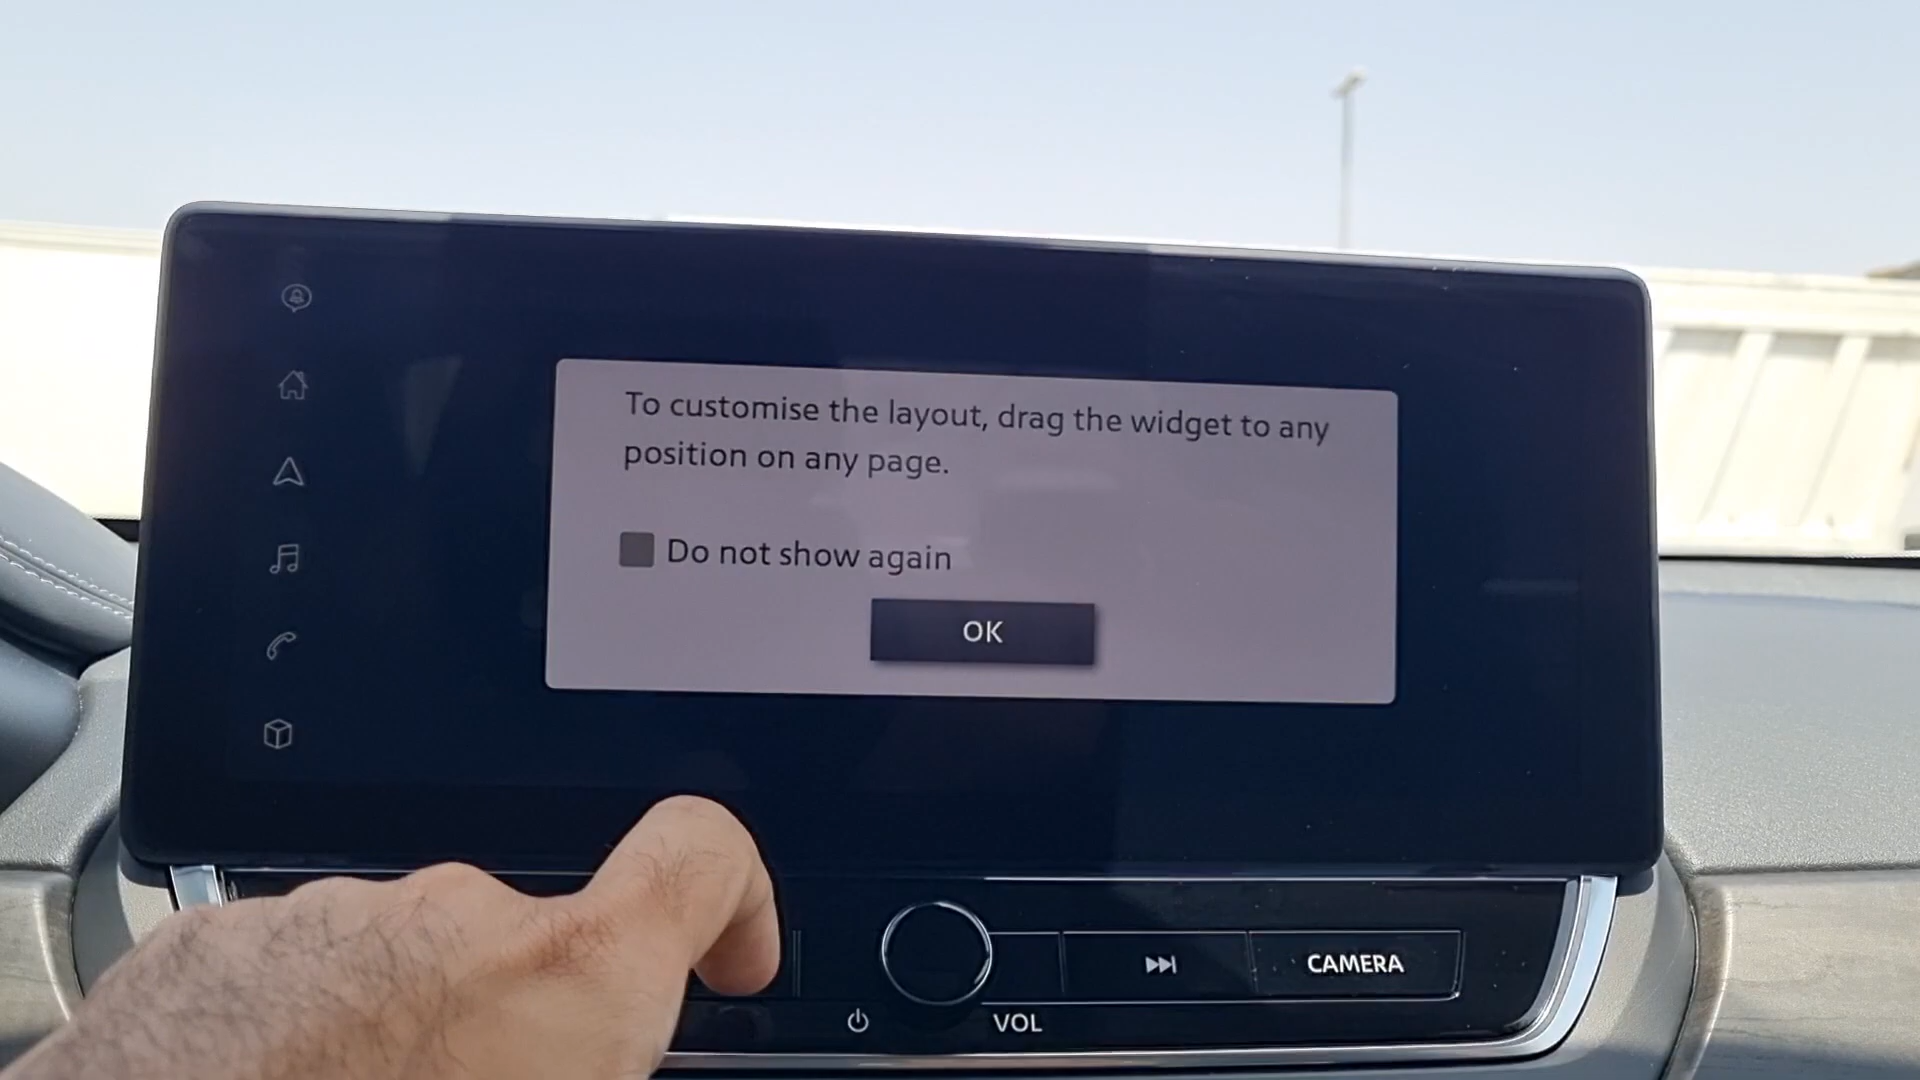 To customise the layout, drag the widget to any
position on any page.
Do not show again
OK
CAMERA
VOL